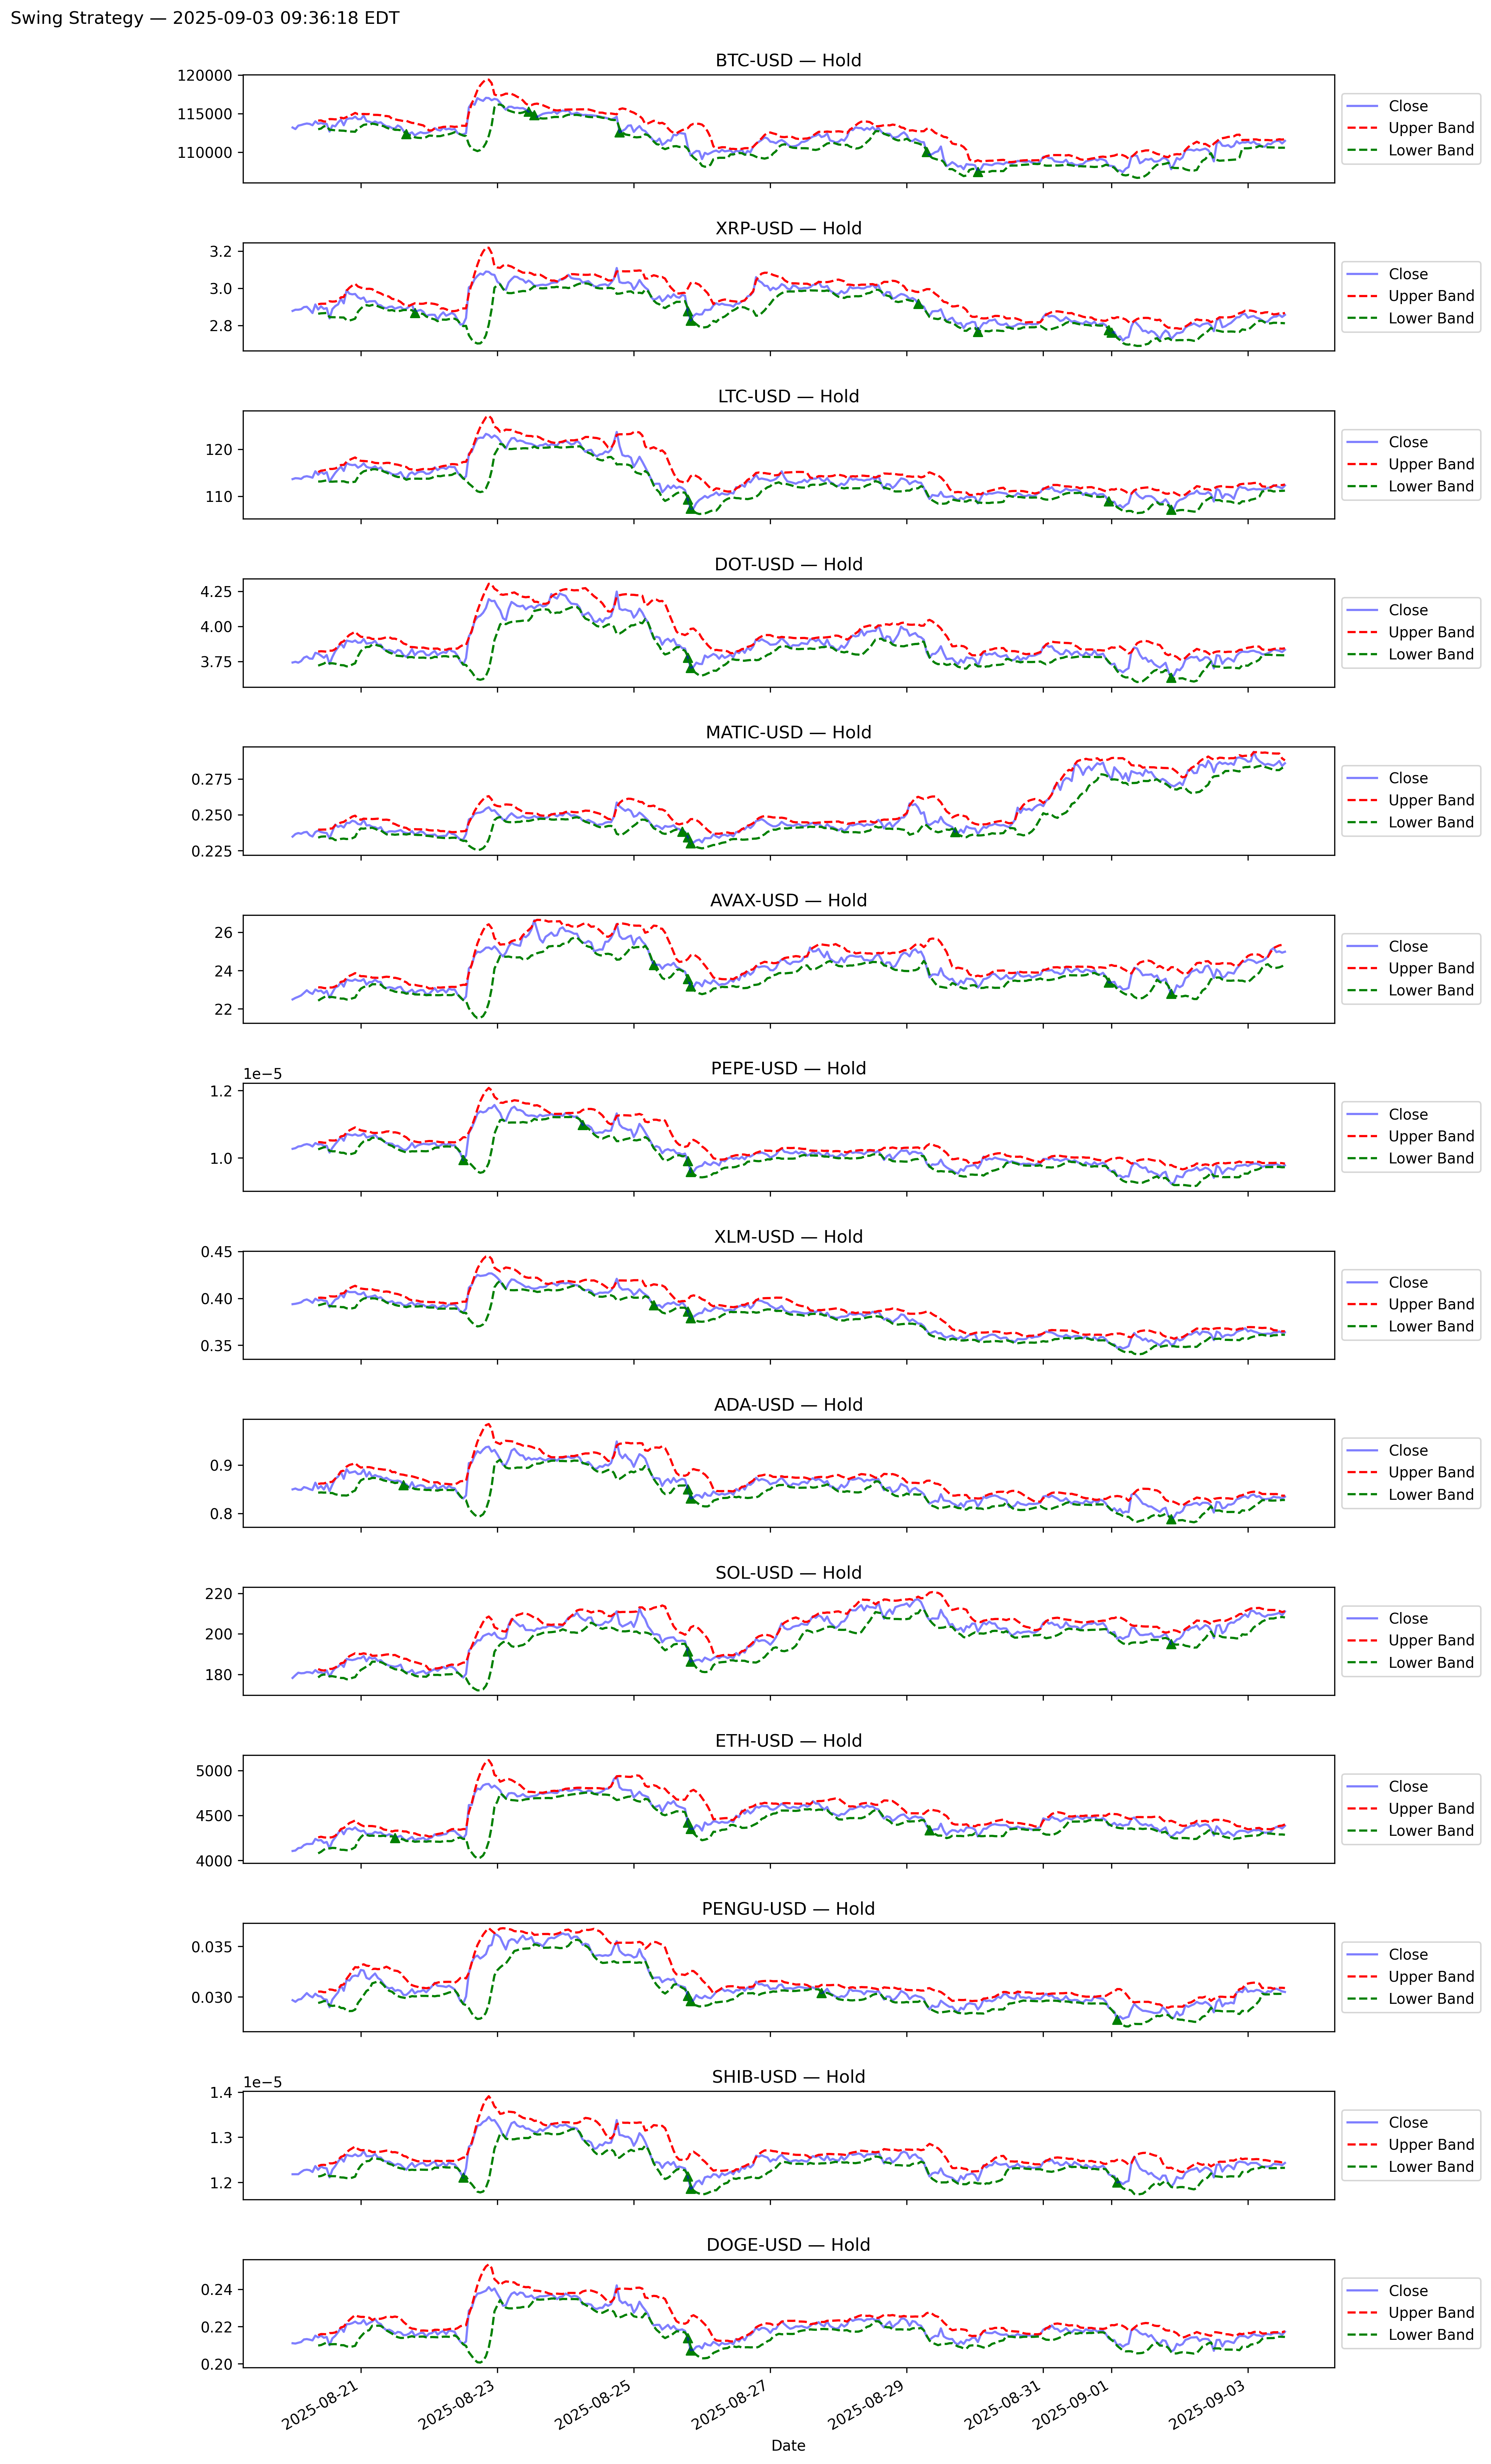 Swing Strategy — 2025-09-03 09:36:18 EDT
BTC-USD — Hold
120000
115000
110000
Close
Upper Band
Lower Band
XRP-USD — Hold
3.2
3.0
2.8
Close
Upper Band
Lower Band
LTC-USD — Hold
120
110
Close
Upper Band
Lower Band
DOT-USD — Hold
4.25
4.00
3.75
Close
Upper Band
Lower Band
MATIC-USD — Hold
0.275
0.250
0.225
Close
Upper Band
Lower Band
AVAX-USD — Hold
26
24
22
Close
Upper Band
Lower Band
PEPE-USD — Hold
1e−5
1.2
1.0
Close
Upper Band
Lower Band
XLM-USD — Hold
0.45
0.40
0.35
Close
Upper Band
Lower Band
ADA-USD — Hold
0.9
0.8
Close
Upper Band
Lower Band
SOL-USD — Hold
220
200
180
Close
Upper Band
Lower Band
ETH-USD — Hold
5000
4500
4000
Close
Upper Band
Lower Band
PENGU-USD — Hold
0.035
0.030
Close
Upper Band
Lower Band
SHIB-USD — Hold
1e−5
1.4
1.3
1.2
Close
Upper Band
Lower Band
DOGE-USD — Hold
0.24
0.22
0.20
Close
Upper Band
Lower Band
2025-08-21
2025-08-23
2025-08-25
2025-08-27
2025-08-29
2025-08-31
2025-09-01
2025-09-03
Date